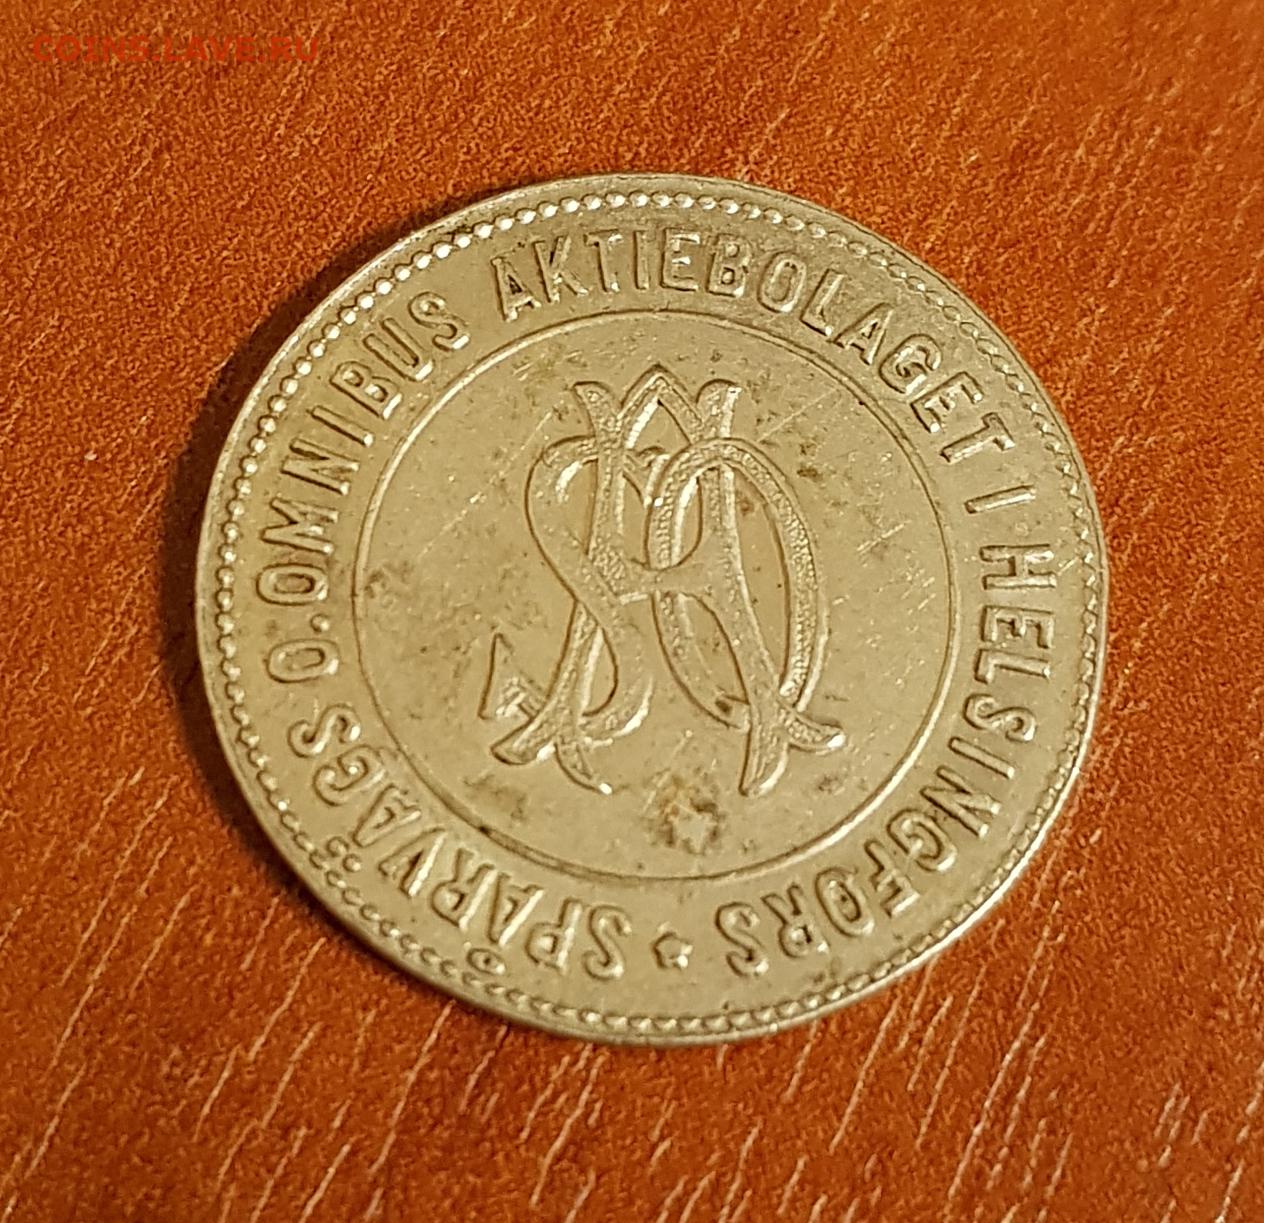 COINS.LAVE.RU
SPÅRVÄGS O.OMNIBUS AKTIEBOLAGET I HELSINGFORS